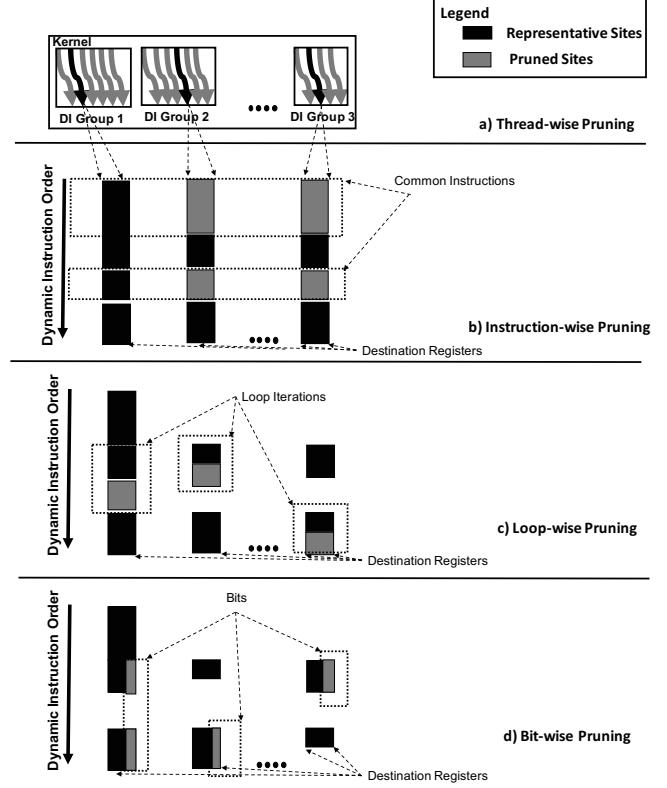 Legend
Representative Sites
Pruned Sites
Kernel
DI Group 1
DI Group 2
DI Group 3
a) Thread-wise Pruning
Dynamic Instruction Order
Common Instructions
b) Instruction-wise Pruning
Destination Registers
Dynamic Instruction Order
Loop Iterations
c) Loop-wise Pruning
Destination Registers
Dynamic Instruction Order
Bits
d) Bit-wise Pruning
Destination Registers